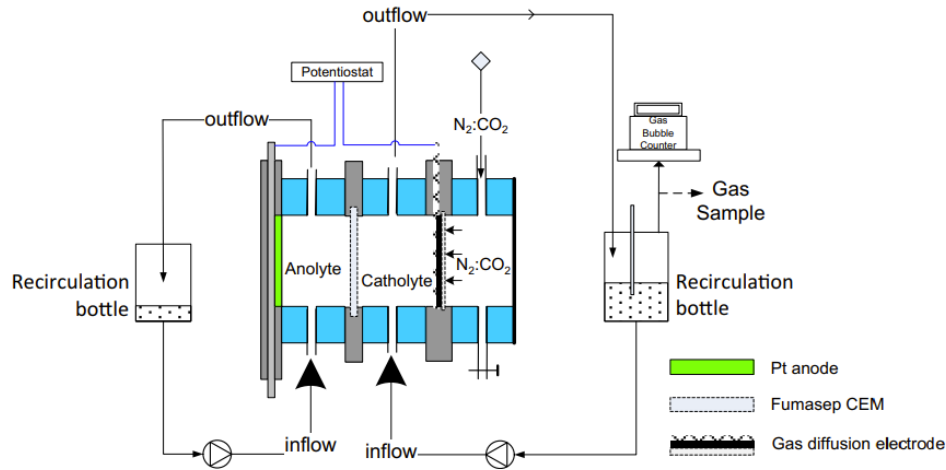 outflow
Potentiostat
outflow
N₂:CO₂
Gas
Bubble
Counter
Gas
Sample
Anolyte
Catholyte
N₂:CO₂
Recirculation
bottle
Recirculation
bottle
inflow
inflow
Pt anode
Fumasep CEM
Gas diffusion electrode